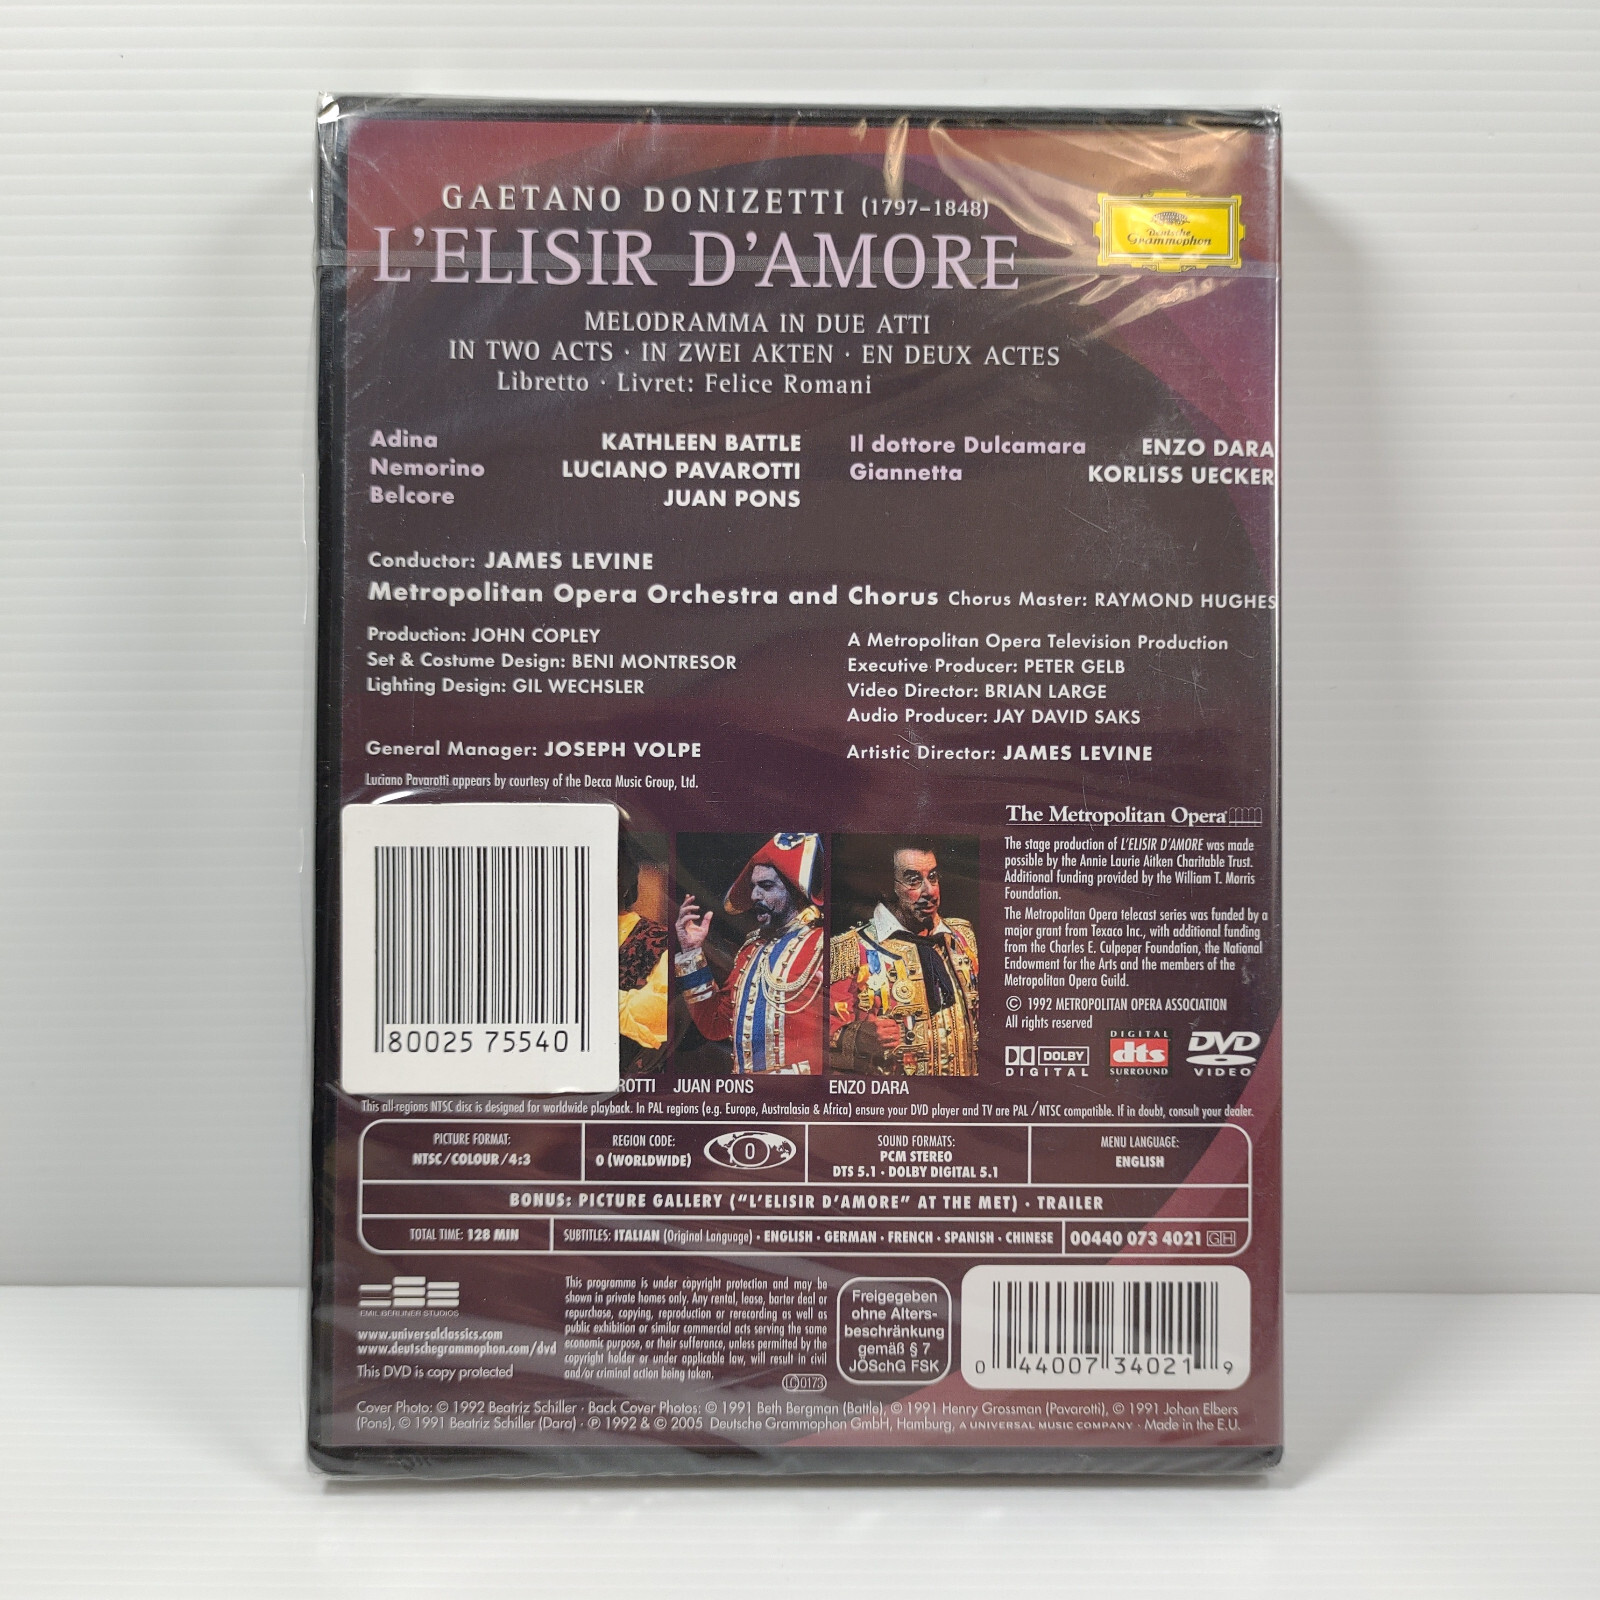 GAETANO DONIZETTI (1797-1848)
L'ELISIR D'AMORE
Deutsche Grammophon
MELODRAMMA IN DUE ATTI
IN TWO ACTS · IN ZWEI AKTEN · EN DEUX ACTES
Libretto · Livret: Felice Romani
Adina KATHLEEN BATTLE
Nemorino LUCIANO PAVAROTTI
Belcore JUAN PONS
Il dottore Dulcamara ENZO DARA
Giannetta KORLISS UECKER
Conductor: JAMES LEVINE
Metropolitan Opera Orchestra and Chorus Chorus Master: RAYMOND HUGHES
Production: JOHN COPLEY
Set & Costume Design: BENI MONTRESOR
Lighting Design: GIL WECHSLER
A Metropolitan Opera Television Production
Executive Producer: PETER GELB
Video Director: BRIAN LARGE
Audio Producer: JAY DAVID SAKS
General Manager: JOSEPH VOLPE
Artistic Director: JAMES LEVINE
Luciano Pavarotti appears by courtesy of the Decca Music Group, Ltd.
80025 75540
ROTTI
JUAN PONS
ENZO DARA
The Metropolitan Opera
The stage production of L'ELISIR D'AMORE was made
possible by the Annie Laurie Aitken Charitable Trust.
Additional funding provided by the William T. Morris
Foundation.
The Metropolitan Opera telecast series was funded by a
major grant from Texaco Inc., with additional funding
from the Charles E. Culpeper Foundation, the National
Endowment for the Arts and the members of the
Metropolitan Opera Guild.
© 1992 METROPOLITAN OPERA ASSOCIATION
All rights reserved
DOLBY DIGITAL
DIGITAL dts SURROUND
DVD VIDEO
This all-regions NTSC disc is designed for worldwide playback. In PAL regions (e.g. Europe, Australasia & Africa) ensure your DVD player and TV are PAL/NTSC compatible. If in doubt, consult your dealer.
PICTURE FORMAT:
NTSC/COLOUR/4:3
REGION CODE:
0 (WORLDWIDE)
0
SOUND FORMATS:
PCM STEREO
DTS 5.1 · DOLBY DIGITAL 5.1
MENU LANGUAGE:
ENGLISH
BONUS: PICTURE GALLERY ("L'ELISIR D'AMORE" AT THE MET) · TRAILER
TOTAL TIME: 128 MIN
SUBTITLES: ITALIAN (Original Language) · ENGLISH · GERMAN · FRENCH · SPANISH · CHINESE
00440 073 4021 GH
EMIL BERLINER STUDIOS
www.universalclassics.com
www.deutschegrammophon.com/dvd
This DVD is copy protected
This programme is under copyright protection and may be
shown in private homes only. Any rental, lease, barter deal or
repurchase, copying, reproduction or rerecording as well as
public exhibition or similar commercial acts serving the same
economic purpose, or their sufferance, unless permitted by the
copyright holder or under applicable law, will result in civil
and/or criminal action being taken.
LC 0173
Freigegeben
ohne Alters-
beschränkung
gemäß § 7
JÖSchG FSK
0 44007 34021 9
Cover Photo: © 1992 Beatriz Schiller · Back Cover Photos: © 1991 Beth Bergman (Battle), © 1991 Henry Grossman (Pavarotti), © 1991 Johan Elbers
(Pons), © 1991 Beatriz Schiller (Dara) · ℗ 1992 & © 2005 Deutsche Grammophon GmbH, Hamburg, A UNIVERSAL MUSIC COMPANY · Made in the E.U.